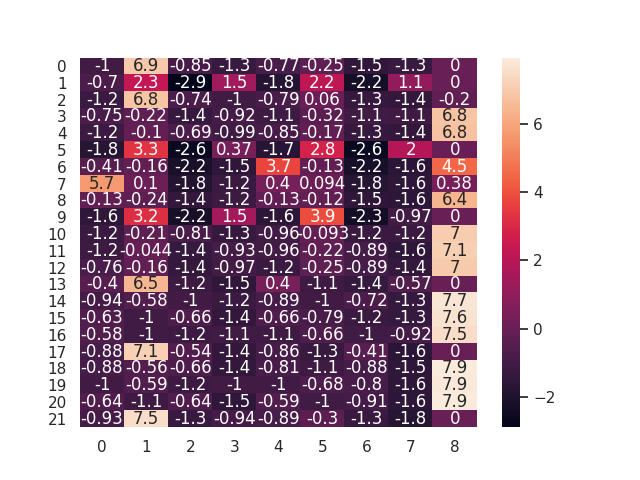 0 -1 6.9 -0.85 -1.3 -0.77 -0.25 -1.5 -1.3 0
1 -0.7 2.3 -2.9 1.5 -1.8 2.2 -2.2 1.1 0
2 -1.2 6.8 -0.74 -1 -0.79 0.06 -1.3 -1.4 -0.2
3 -0.75 -0.22 -1.4 -0.92 -1.1 -0.32 -1.1 -1.1 6.8
4 -1.2 -0.1 -0.69 -0.99 -0.85 -0.17 -1.3 -1.4 6.8
5 -1.8 3.3 -2.6 0.37 -1.7 2.8 -2.6 2 0
6 -0.41 -0.16 -2.2 -1.5 3.7 -0.13 -2.2 -1.6 4.5
7 5.7 0.1 -1.8 -1.2 0.4 0.094 -1.8 -1.6 0.38
8 -0.13 -0.24 -1.4 -1.2 -0.13 -0.12 -1.5 -1.6 6.4
9 -1.6 3.2 -2.2 1.5 -1.6 3.9 -2.3 -0.97 0
10 -1.2 -0.21 -0.81 -1.3 -0.96 -0.093 -1.2 -1.2 7
11 -1.2 -0.044 -1.4 -0.93 -0.96 -0.22 -0.89 -1.6 7.1
12 -0.76 -0.16 -1.4 -0.97 -1.2 -0.25 -0.89 -1.4 7
13 -0.4 6.5 -1.2 -1.5 0.4 -1.1 -1.4 -0.57 0
14 -0.94 -0.58 -1 -1.2 -0.89 -1 -0.72 -1.3 7.7
15 -0.63 -1 -0.66 -1.4 -0.66 -0.79 -1.2 -1.3 7.6
16 -0.58 -1 -1.2 -1.1 -1.1 -0.66 -1 -0.92 7.5
17 -0.88 7.1 -0.54 -1.4 -0.86 -1.3 -0.41 -1.6 0
18 -0.88 -0.56 -0.66 -1.4 -0.81 -1.1 -0.88 -1.5 7.9
19 -1 -0.59 -1.2 -1 -1 -0.68 -0.8 -1.6 7.9
20 -0.64 -1.1 -0.64 -1.5 -0.59 -1 -0.91 -1.6 7.9
21 -0.93 7.5 -1.3 -0.94 -0.89 -0.3 -1.3 -1.8 0
0 1 2 3 4 5 6 7 8
6
4
2
0
−2